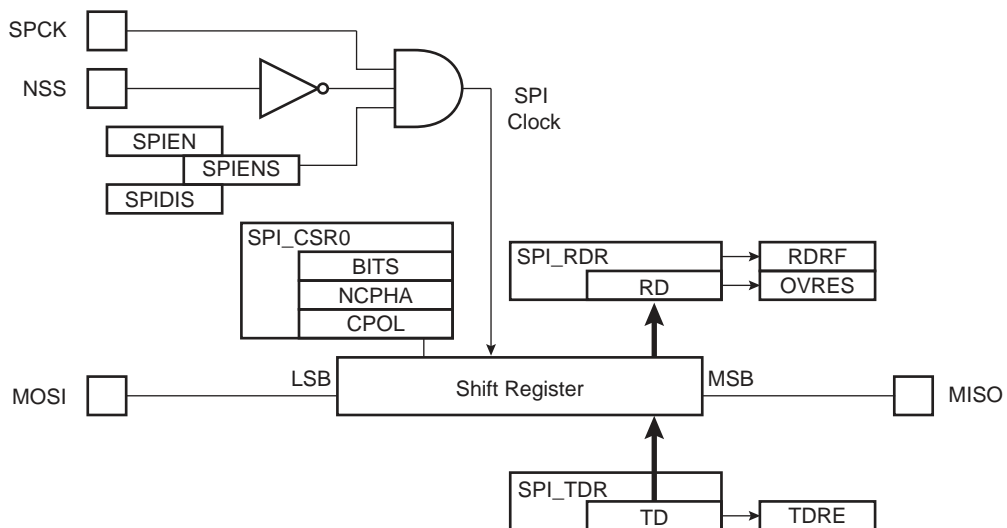 SPCK
NSS
SPI
Clock
SPIEN
SPIENS
SPIDIS
SPI_CSR0
BITS
NCPHA
CPOL
SPI_RDR
RD
RDRF
OVRES
MOSI
LSB
Shift Register
MSB
MISO
SPI_TDR
TD
TDRE